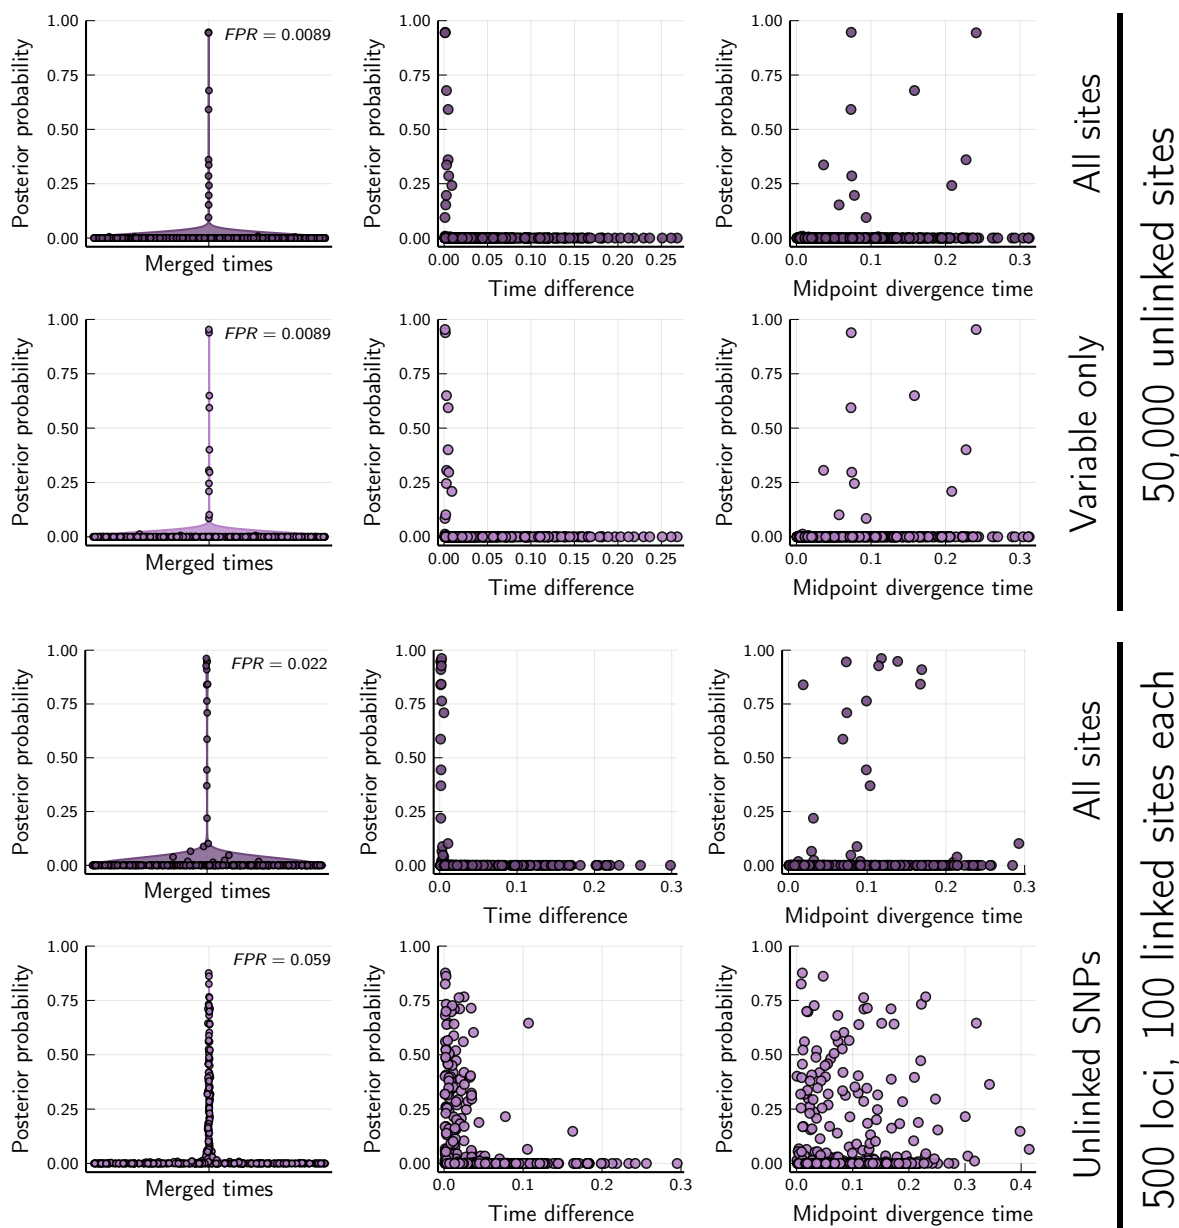 1.00
0.75
0.50
0.25
0.00
Posterior probability
FPR = 0.0089
Merged times
1.00
0.75
0.50
0.25
0.00
Posterior probability
0.00 0.05 0.10 0.15 0.20 0.25
Time difference
1.00
0.75
0.50
0.25
0.00
Posterior probability
0.0 0.1 0.2 0.3
Midpoint divergence time
All sites
1.00
0.75
0.50
0.25
0.00
Posterior probability
FPR = 0.0089
Merged times
1.00
0.75
0.50
0.25
0.00
Posterior probability
0.00 0.05 0.10 0.15 0.20 0.25
Time difference
1.00
0.75
0.50
0.25
0.00
Posterior probability
0.0 0.1 0.2 0.3
Midpoint divergence time
Variable only
50,000 unlinked sites
1.00
0.75
0.50
0.25
0.00
Posterior probability
FPR = 0.022
Merged times
1.00
0.75
0.50
0.25
0.00
Posterior probability
0.0 0.1 0.2 0.3
Time difference
1.00
0.75
0.50
0.25
0.00
Posterior probability
0.0 0.1 0.2 0.3
Midpoint divergence time
All sites
1.00
0.75
0.50
0.25
0.00
Posterior probability
FPR = 0.059
Merged times
1.00
0.75
0.50
0.25
0.00
Posterior probability
0.0 0.1 0.2 0.3
Time difference
1.00
0.75
0.50
0.25
0.00
Posterior probability
0.0 0.1 0.2 0.3 0.4
Midpoint divergence time
Unlinked SNPs
500 loci, 100 linked sites each